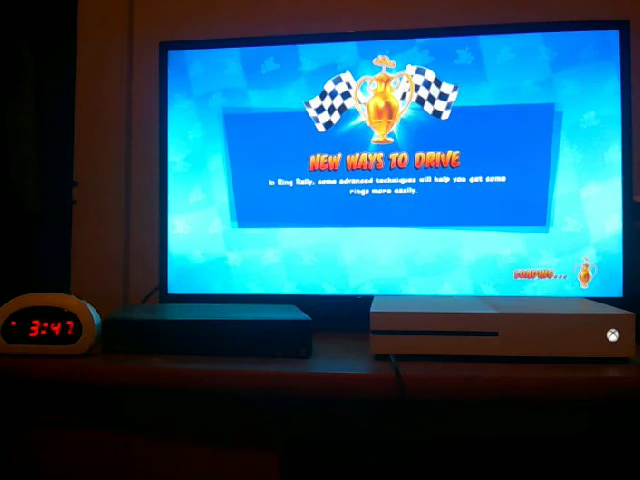 NEW WAYS TO DRIVE
In Ring Rally, some advanced techniques will help you get some
rings more easily.
LOADING...
3:47